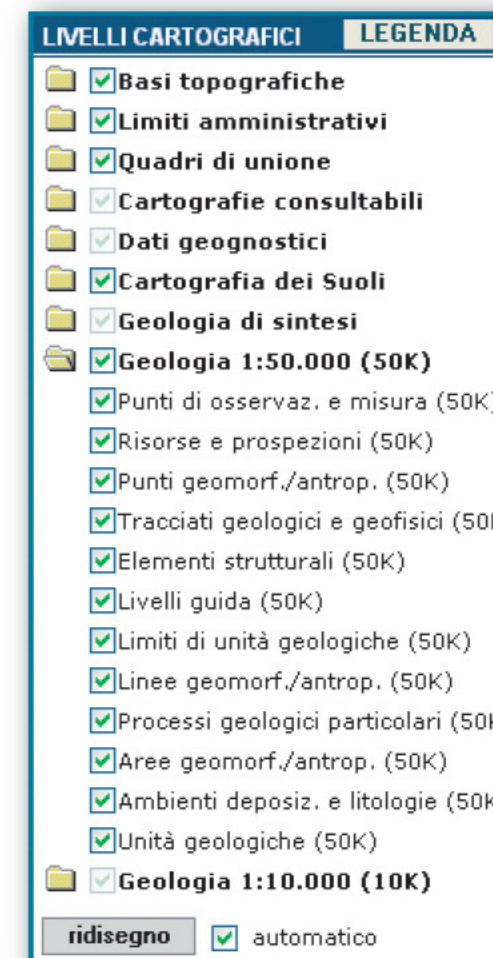 LIVELLI CARTOGRAFICI LEGENDA
Basi topografiche
Limiti amministrativi
Quadri di unione
Cartografie consultabili
Dati geognostici
Cartografia dei Suoli
Geologia di sintesi
Geologia 1:50.000 (50K)
Punti di osservaz. e misura (50K)
Risorse e prospezioni (50K)
Punti geomorf./antrop. (50K)
Tracciati geologici e geofisici (50K
Elementi strutturali (50K)
Livelli guida (50K)
Limiti di unità geologiche (50K)
Linee geomorf./antrop. (50K)
Processi geologici particolari (50K
Aree geomorf./antrop. (50K)
Ambienti deposiz. e litologie (50K
Unità geologiche (50K)
Geologia 1:10.000 (10K)
ridisegno automatico